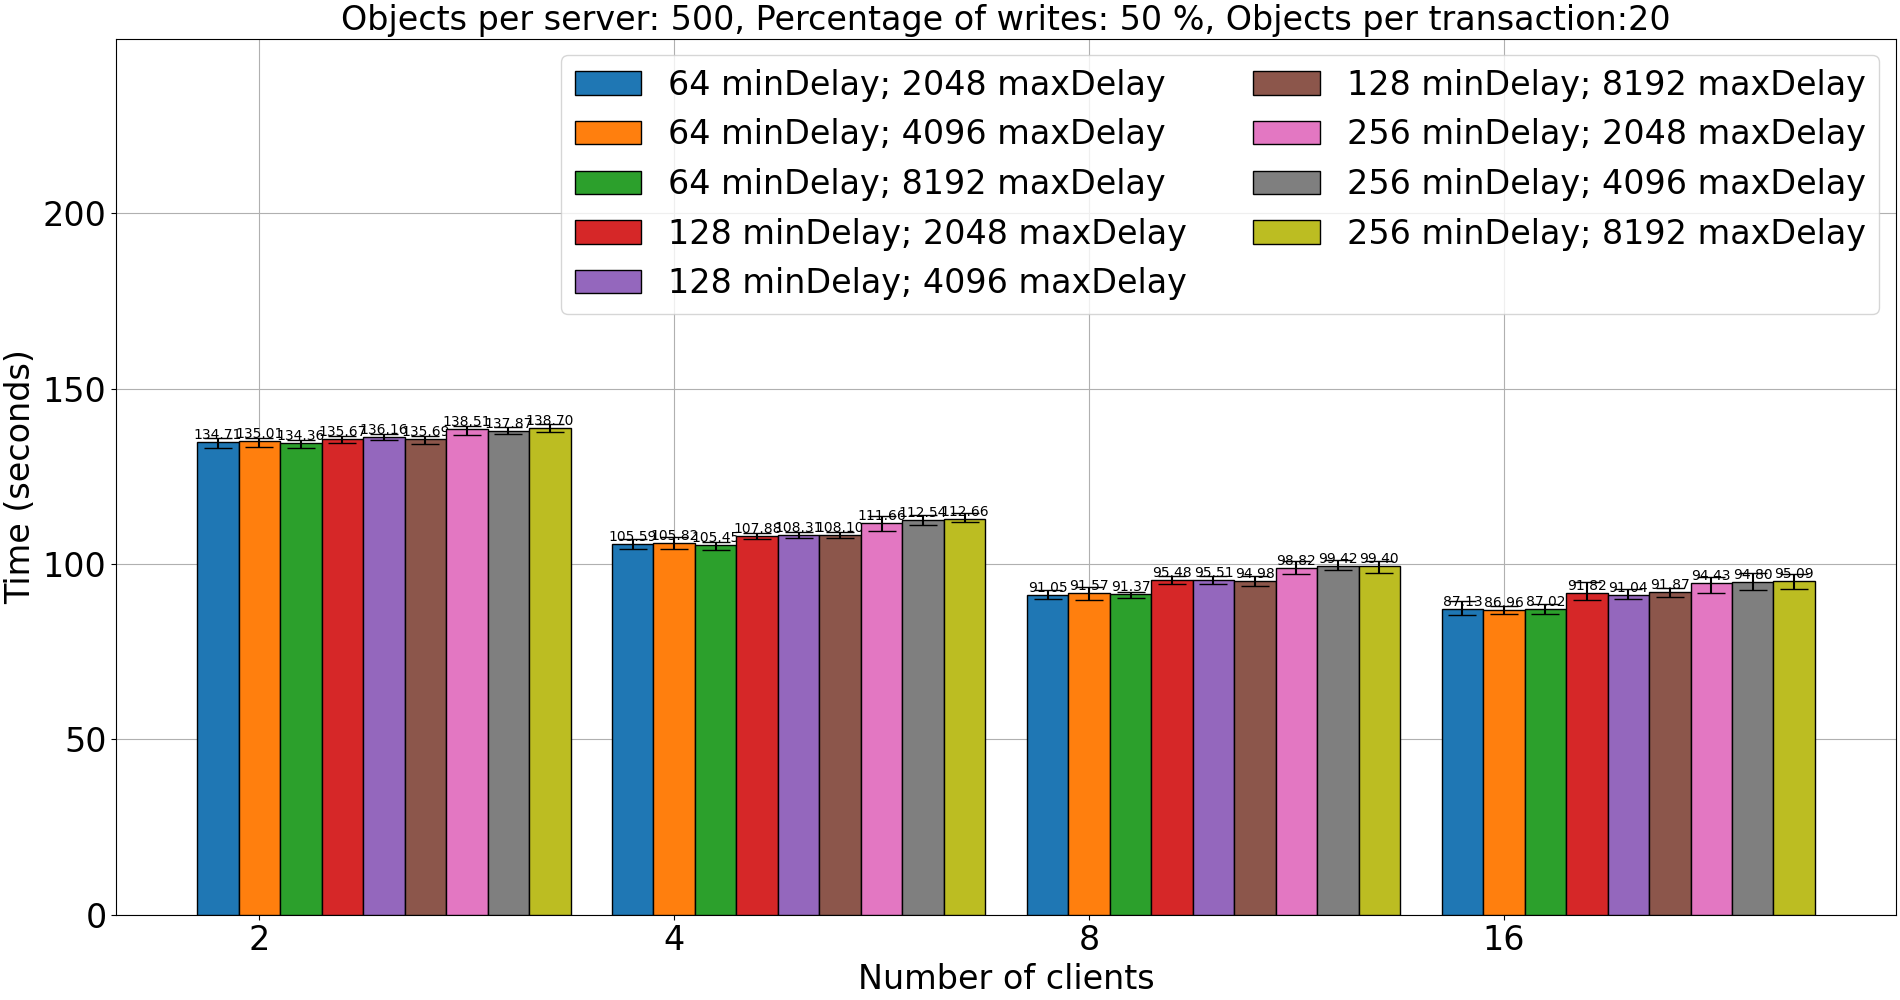 Objects per server: 500, Percentage of writes: 50 %, Objects per transaction:20
64 minDelay; 2048 maxDelay
64 minDelay; 4096 maxDelay
64 minDelay; 8192 maxDelay
128 minDelay; 2048 maxDelay
128 minDelay; 4096 maxDelay
128 minDelay; 8192 maxDelay
256 minDelay; 2048 maxDelay
256 minDelay; 4096 maxDelay
256 minDelay; 8192 maxDelay
Time (seconds)
200
150
100
50
0
134.71 135.01 134.36 135.67 136.16 135.69 138.51 137.87 138.70
105.59 105.82 105.45 107.88 108.31 108.10 111.66 112.54 112.66
91.05 91.57 91.37 95.48 95.51 94.98 98.82 99.42 99.40
87.13 86.96 87.02 91.82 91.04 91.87 94.43 94.80 95.09
2 4 8 16
Number of clients